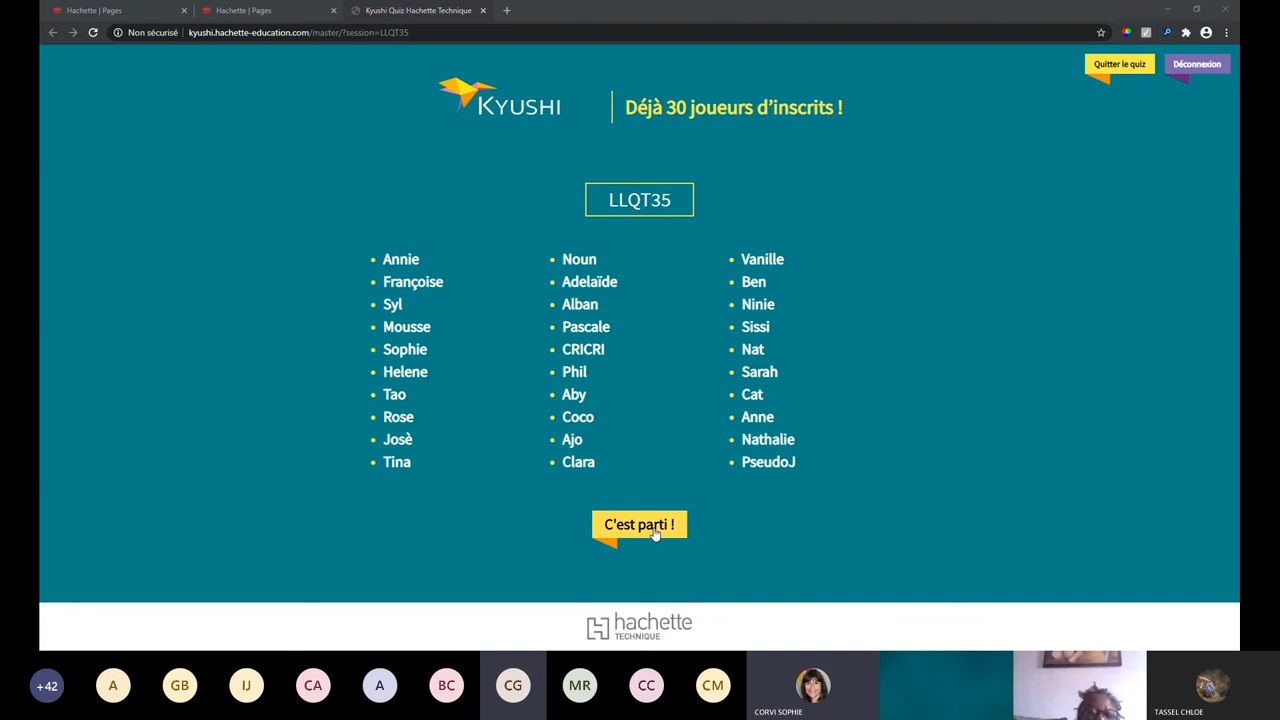 Hachette | Pages
Hachette | Pages
Kyushi Quiz Hachette Technique
Non sécurisé
kyushi.hachette-education.com/master/?session=LLQT35
Quitter le quiz
Déconnexion
KYUSHI
Déjà 30 joueurs d'inscrits !
LLQT35
Annie
Françoise
Syl
Mousse
Sophie
Helene
Tao
Rose
Josè
Tina
Noun
Adelaïde
Alban
Pascale
CRICRI
Phil
Aby
Coco
Ajo
Clara
Vanille
Ben
Ninie
Sissi
Nat
Sarah
Cat
Anne
Nathalie
PseudoJ
C'est parti !
hachette
TECHNIQUE
+42
A
GB
IJ
CA
A
BC
CG
MR
CC
CM
CORVI SOPHIE
TASSEL CHLOE